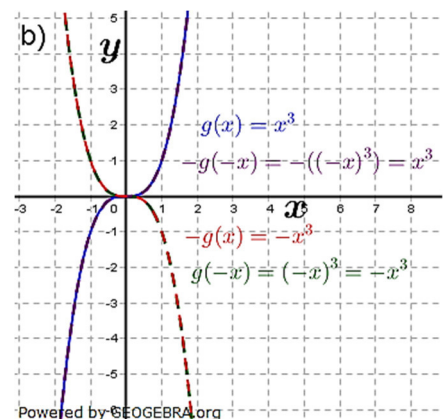 b)
y
5
3
2
1
g(x) = x³
-g(-x) = -((-x)³) = x³
-3 -2 -1 0 1 2 3 4 5 6 7 8
x
-1
-2
-3
-4
-5
-g(x) = -x³
g(-x) = (-x)³ = -x³
Powered by GEOGEBRA.org